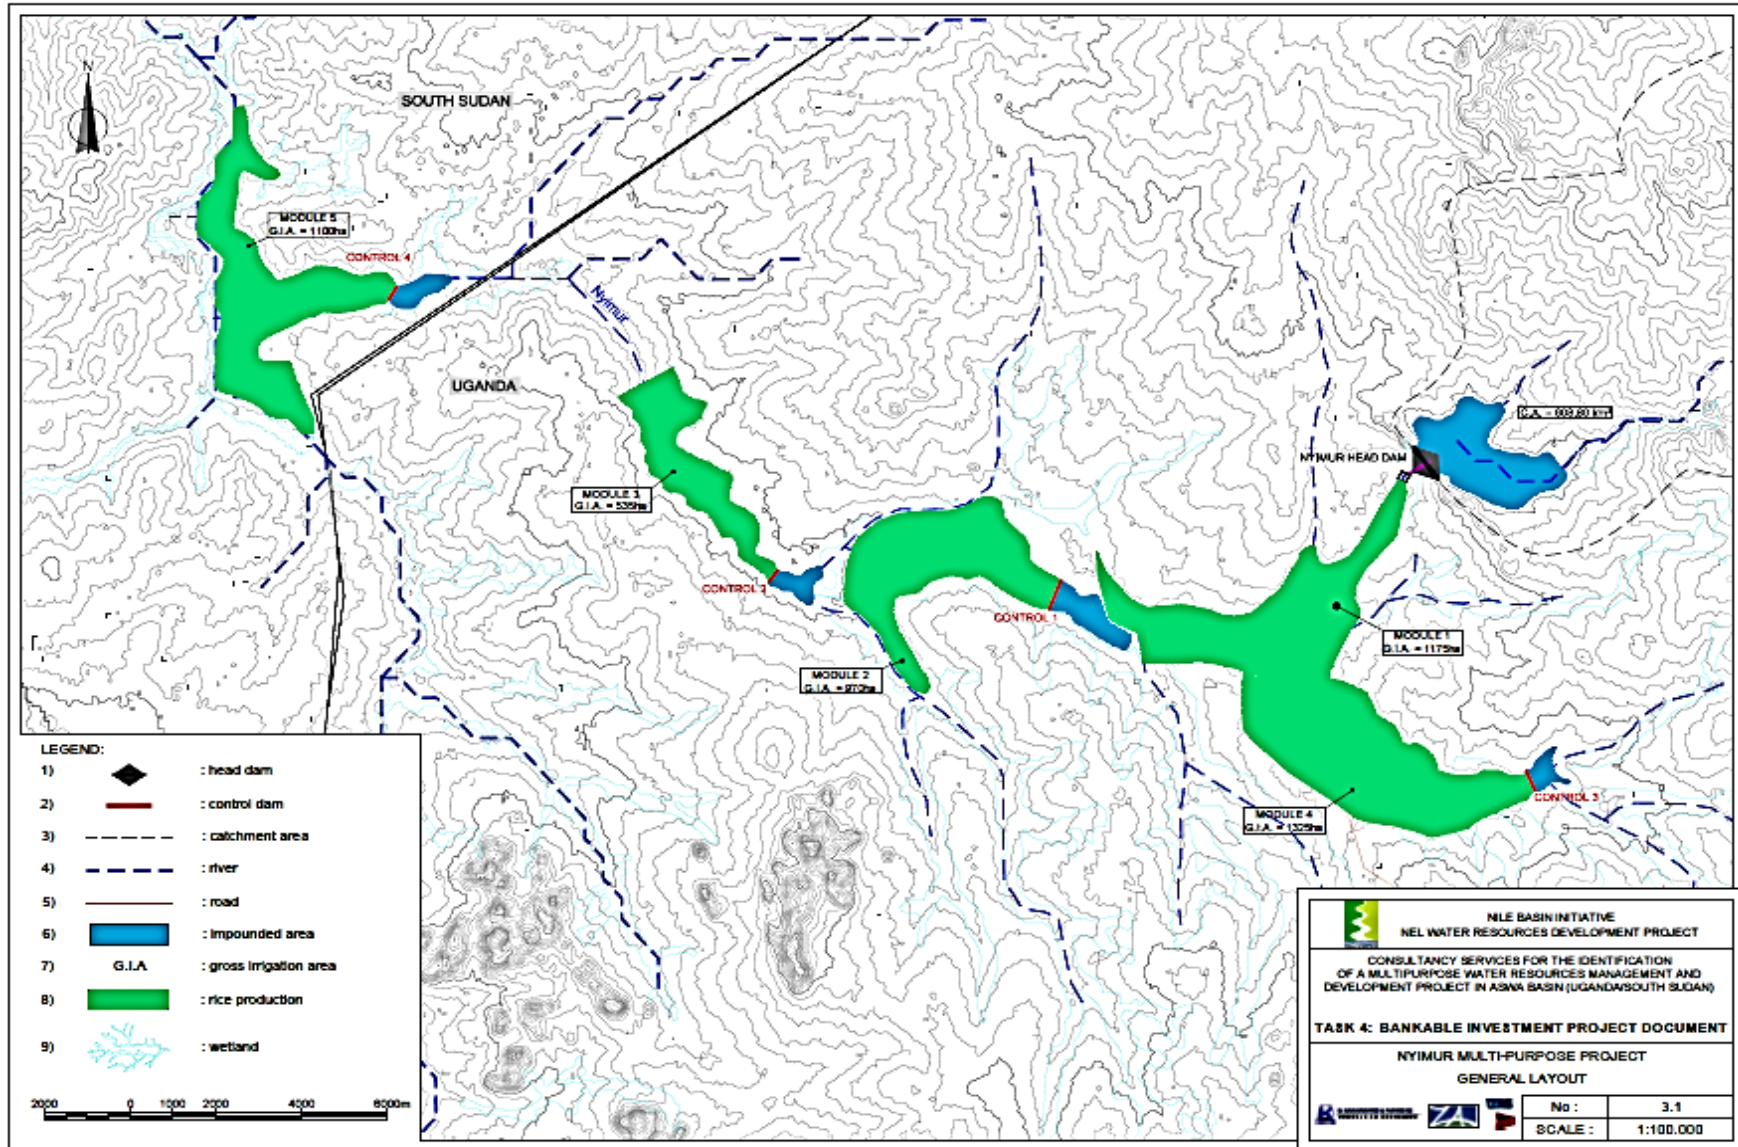 N
SOUTH SUDAN
MODULE 5
G.I.A. = 1100ha
CONTROL 4
Nyimur
UGANDA
MODULE 3
G.I.A. = 535ha
CONTROL 2
MODULE 2
G.I.A. = 970ha
CONTROL 1
NYIMUR HEAD DAM
MODULE 1
G.I.A. = 1175ha
MODULE 4
G.I.A. = 1325ha
CONTROL 3
LEGEND:
1) : head dam
2) : control dam
3) : catchment area
4) : river
5) : road
6) : impounded area
7) G.I.A : gross irrigation area
8) : rice production
9) : wetland
2000 0 1000 2000 4000 6000m
NILE BASIN INITIATIVE
NEL WATER RESOURCES DEVELOPMENT PROJECT
CONSULTANCY SERVICES FOR THE IDENTIFICATION
OF A MULTIPURPOSE WATER RESOURCES MANAGEMENT AND
DEVELOPMENT PROJECT IN ASWA BASIN (UGANDA/SOUTH SUDAN)
TASK 4: BANKABLE INVESTMENT PROJECT DOCUMENT
NYIMUR MULTI-PURPOSE PROJECT
GENERAL LAYOUT
No : 3.1
SCALE : 1:100.000